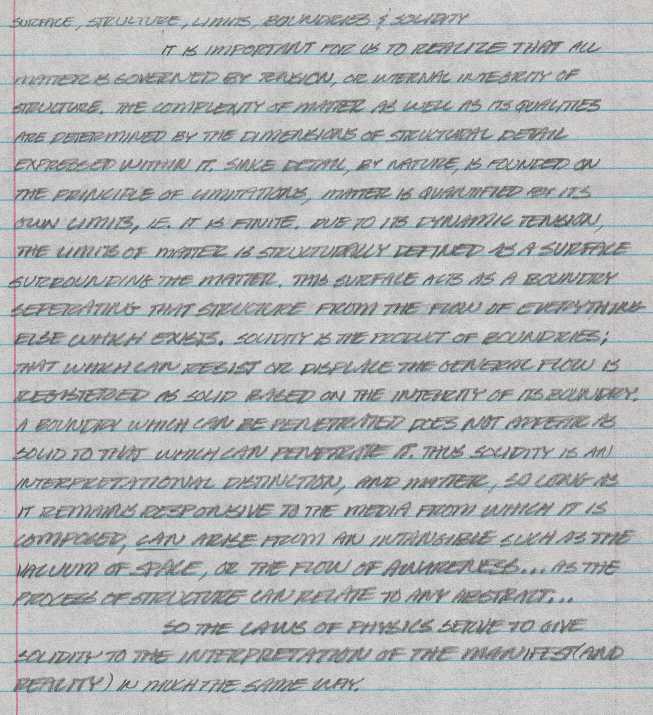 SURFACE, STRUCTURE, LIMITS, BOUNDRIES & SOLIDITY
IT IS IMPORTANT FOR US TO REALIZE THAT ALL
MATTER IS GOVERNED BY TENSION, OR INTERNAL INTEGRITY OF
STRUCTURE. THE COMPLEXITY OF MATTER AS WELL AS ITS QUALITIES
ARE DETERMINED BY THE DIMENSIONS OF STRUCTURAL DETAIL
EXPRESSED WITHIN IT. SINCE DETAIL, BY NATURE, IS FOUNDED ON
THE PRINCIPLE OF LIMITATIONS, MATTER IS QUANTIFIED BY ITS
OWN LIMITS, I.E. IT IS FINITE. DUE TO ITS DYNAMIC TENSION,
THE LIMITS OF MATTER IS STRUCTURALLY DEFINED AS A SURFACE
SURROUNDING THE MATTER. THIS SURFACE ACTS AS A BOUNDRY
SEPERATING THAT STRUCTURE FROM THE FLOW OF EVERYTHING
ELSE WHICH EXISTS. SOLIDITY IS THE PRODUCT OF BOUNDRIES;
THAT WHICH CAN RESIST OR DISPLACE THE GENERAL FLOW IS
REGISTERED AS SOLID BASED ON THE INTEGRITY OF ITS BOUNDRY.
A BOUNDRY WHICH CAN BE PENETRATED DOES NOT APPEAR AS
SOLID TO THAT WHICH CAN PENETRATE IT. THUS SOLIDITY IS AN
INTERPRETATIONAL DISTINCTION, AND MATTER, SO LONG AS
IT REMAINS RESPONSIVE TO THE MEDIA FROM WHICH IT IS
COMPOSED, CAN ARISE FROM AN INTANGIBLE SUCH AS THE
VACUUM OF SPACE, OR THE FLOW OF AWARENESS... AS THE
PROCESS OF STRUCTURE CAN RELATE TO ANY ABSTRACT...
SO THE LAWS OF PHYSICS SERVE TO GIVE
SOLIDITY TO THE INTERPRETATION OF THE MANIFEST (AND
REALITY) IN MUCH THE SAME WAY.